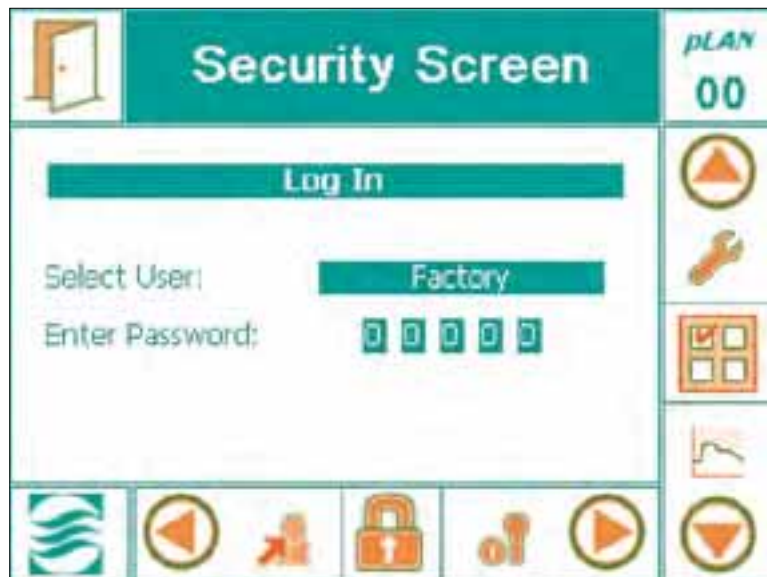 Security Screen
pLAN
00
Log In
Select User: Factory
Enter Password: 0 0 0 0 0